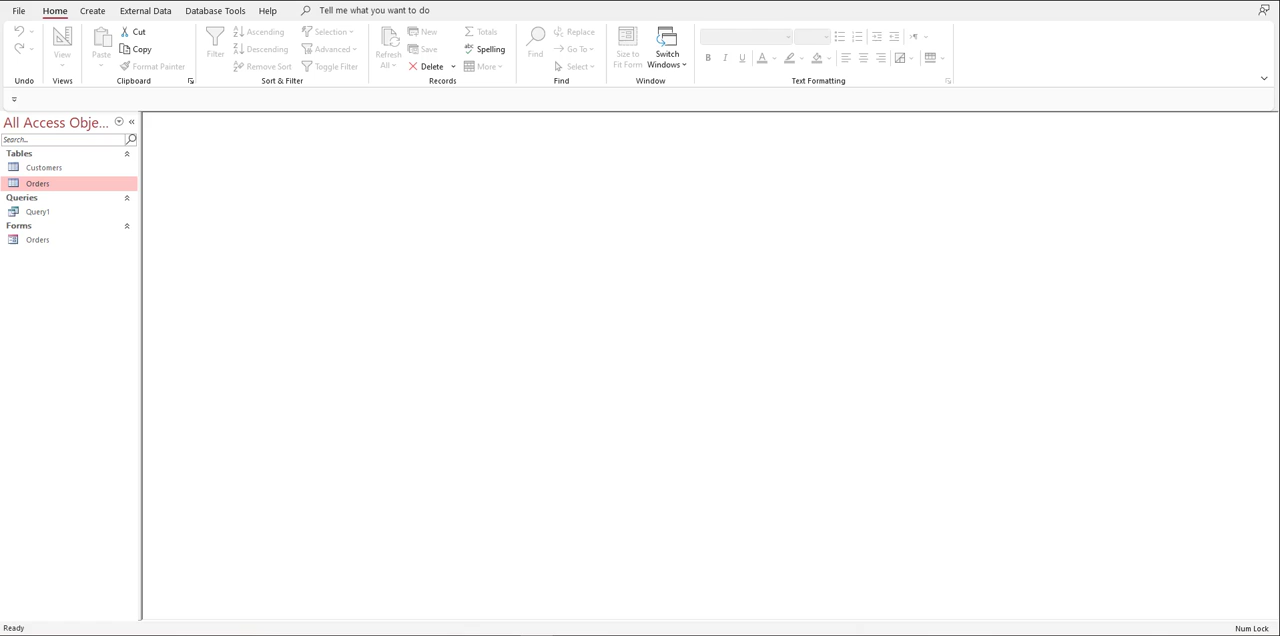 File Home Create External Data Database Tools Help Tell me what you want to do
Undo
View
Views
Paste
Cut
Copy
Format Painter
Clipboard
Filter
Ascending
Descending
Remove Sort
Selection
Advanced
Toggle Filter
Sort & Filter
Refresh
All
New
Save
Delete
Totals
Spelling
More
Records
Find
Replace
Go To
Select
Find
Size to
Fit Form
Switch
Windows
Window
B I U A
Text Formatting
All Access Obje...
Search...
Tables
Customers
Orders
Queries
Query1
Forms
Orders
Ready
Num Lock